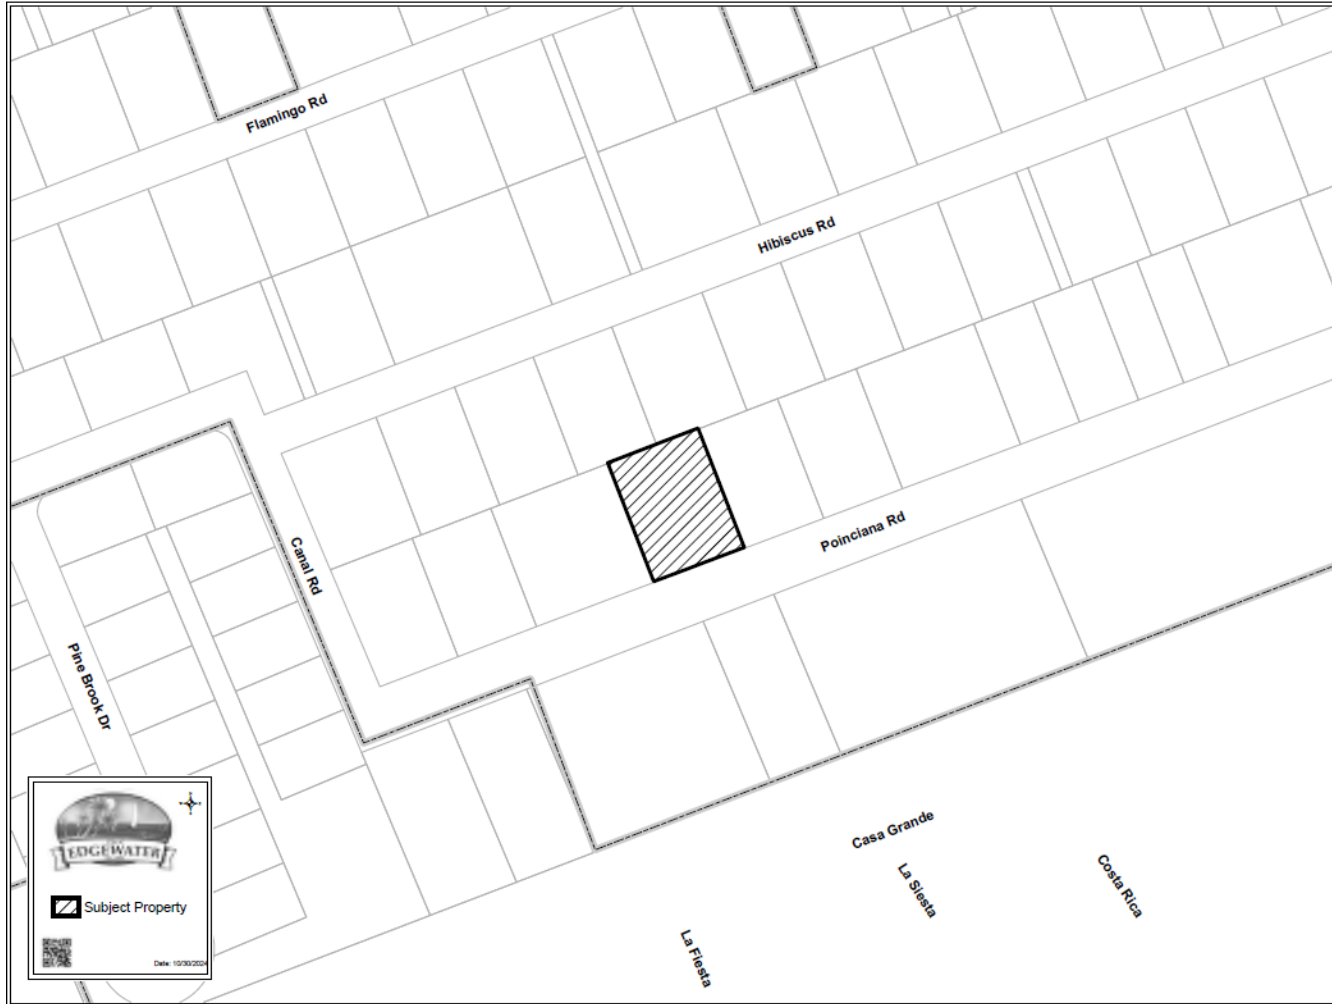 Flamingo Rd
Hibiscus Rd
Poinciana Rd
Canal Rd
Pine Brook Dr
Casa Grande
La Siesta
Costa Rica
La Fiesta
EDGEWATER
Subject Property
Date: 10/30/2024